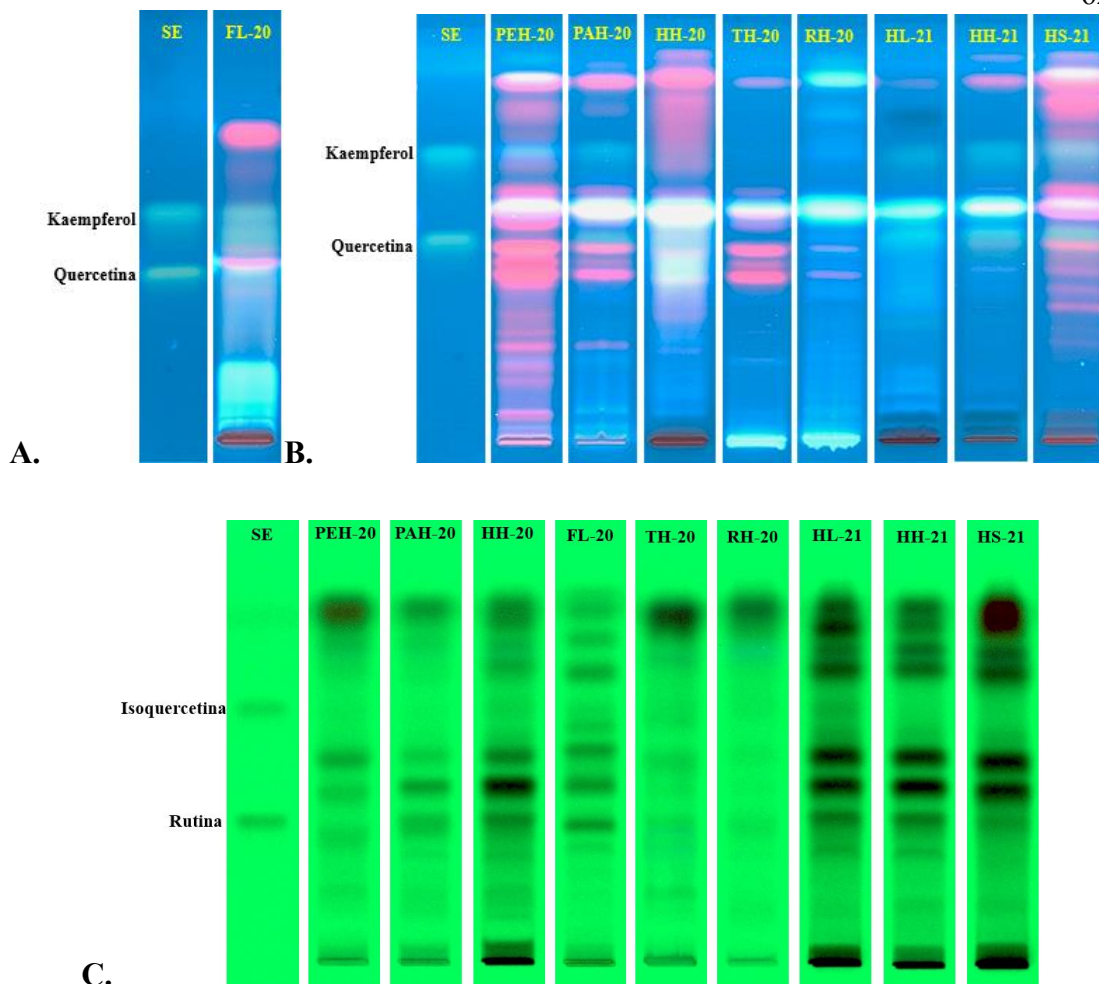 SE FL-20
Kaempferol
Quercetina
A.
SE PEH-20 PAH-20 HH-20 TH-20 RH-20 HL-21 HH-21 HS-21
Kaempferol
Quercetina
B.
SE PEH-20 PAH-20 HH-20 FL-20 TH-20 RH-20 HL-21 HH-21 HS-21
Isoquercetina
Rutina
C.